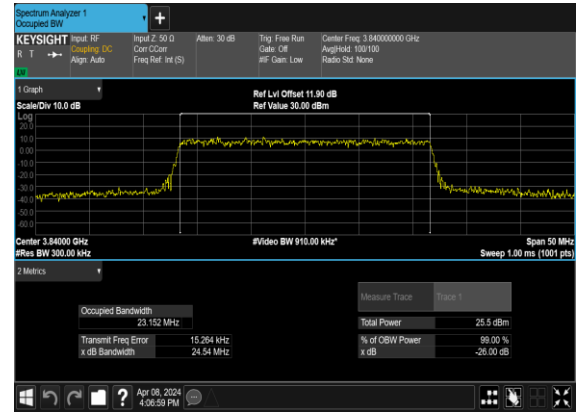 Spectrum Analyzer 1
Occupied BW
+
KEYSIGHT Input: RF Input Z: 50 Ω Atten: 30 dB Trig: Free Run Center Freq: 3.840000000 GHz
R T Coupling: DC Corr CCorr Gate: Off Avg|Hold: 100/100
Align: Auto Freq Ref: Int (S) #IF Gain: Low Radio Std: None
LW
1 Graph
Ref Lvl Offset 11.90 dB
Scale/Div 10.0 dB Ref Value 30.00 dBm
Log
20.0
10.0
0.00
-10.0
-20.0
-30.0
-40.0
-50.0
-60.0
Center 3.84000 GHz #Video BW 910.00 kHz* Span 50 MHz
#Res BW 300.00 kHz Sweep 1.00 ms (1001 pts)
2 Metrics
Measure Trace Trace 1
Occupied Bandwidth
23.152 MHz Total Power 25.5 dBm
Transmit Freq Error 15.264 kHz % of OBW Power 99.00 %
x dB Bandwidth 24.54 MHz x dB -26.00 dB
?
Apr 08, 2024
4:06:59 PM